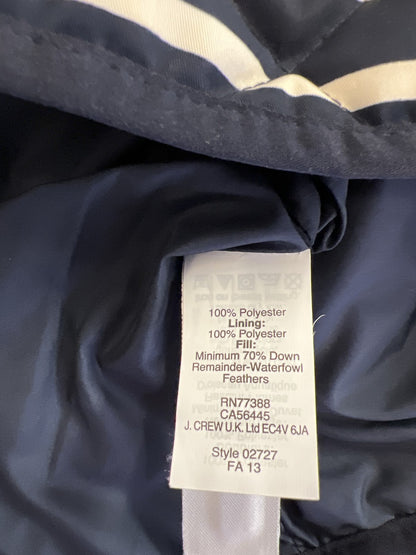 100% Polyester
Lining:
100% Polyester
Fill:
Minimum 70% Down
Remainder-Waterfowl
Feathers
RN77388
CA56445
J. CREW U.K. Ltd EC4V 6JA
Style 02727
FA 13